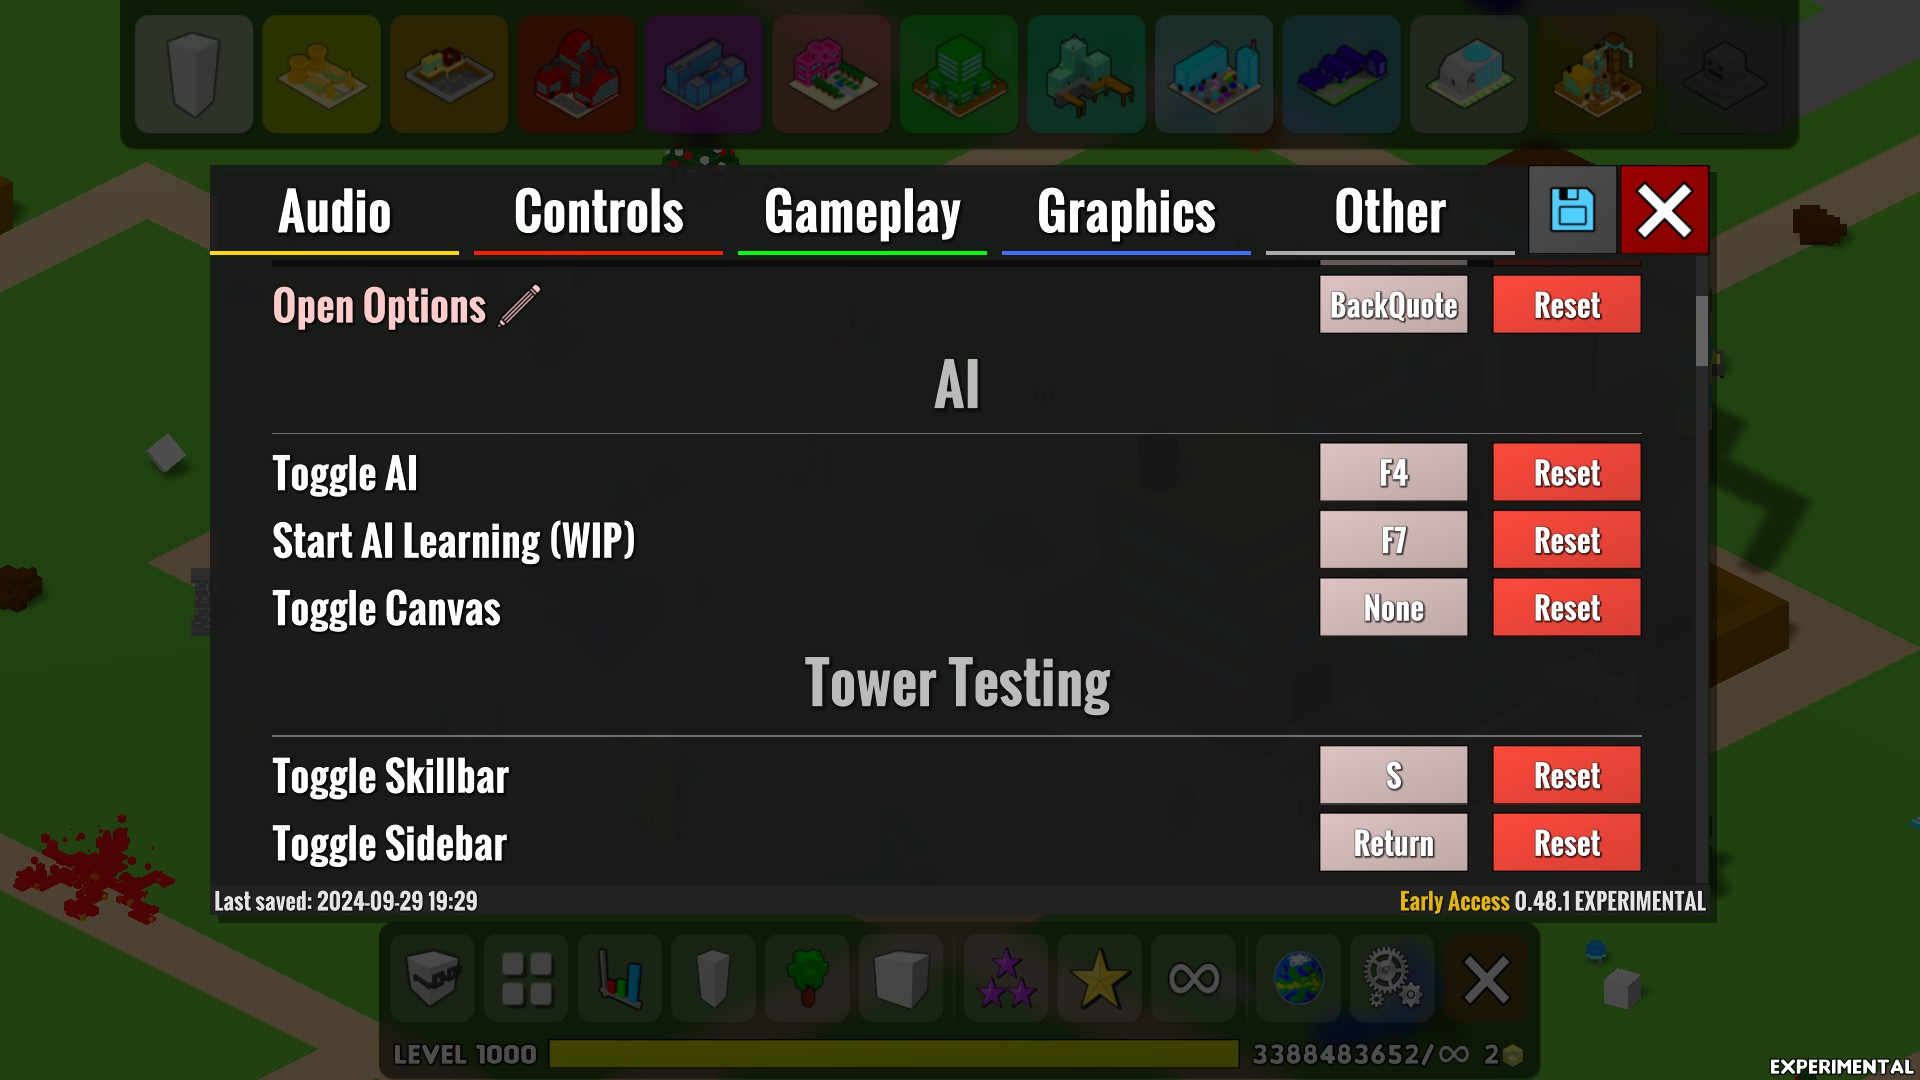 Audio Controls Gameplay Graphics Other
Open Options BackQuote Reset
AI
Toggle AI F4 Reset
Start AI Learning (WIP) F7 Reset
Toggle Canvas None Reset
Tower Testing
Toggle Skillbar S Reset
Toggle Sidebar Return Reset
Last saved: 2024-09-29 19:29 Early Access 0.48.1 EXPERIMENTAL
LEVEL 1000 3388483652/∞ 2
EXPERIMENTAL